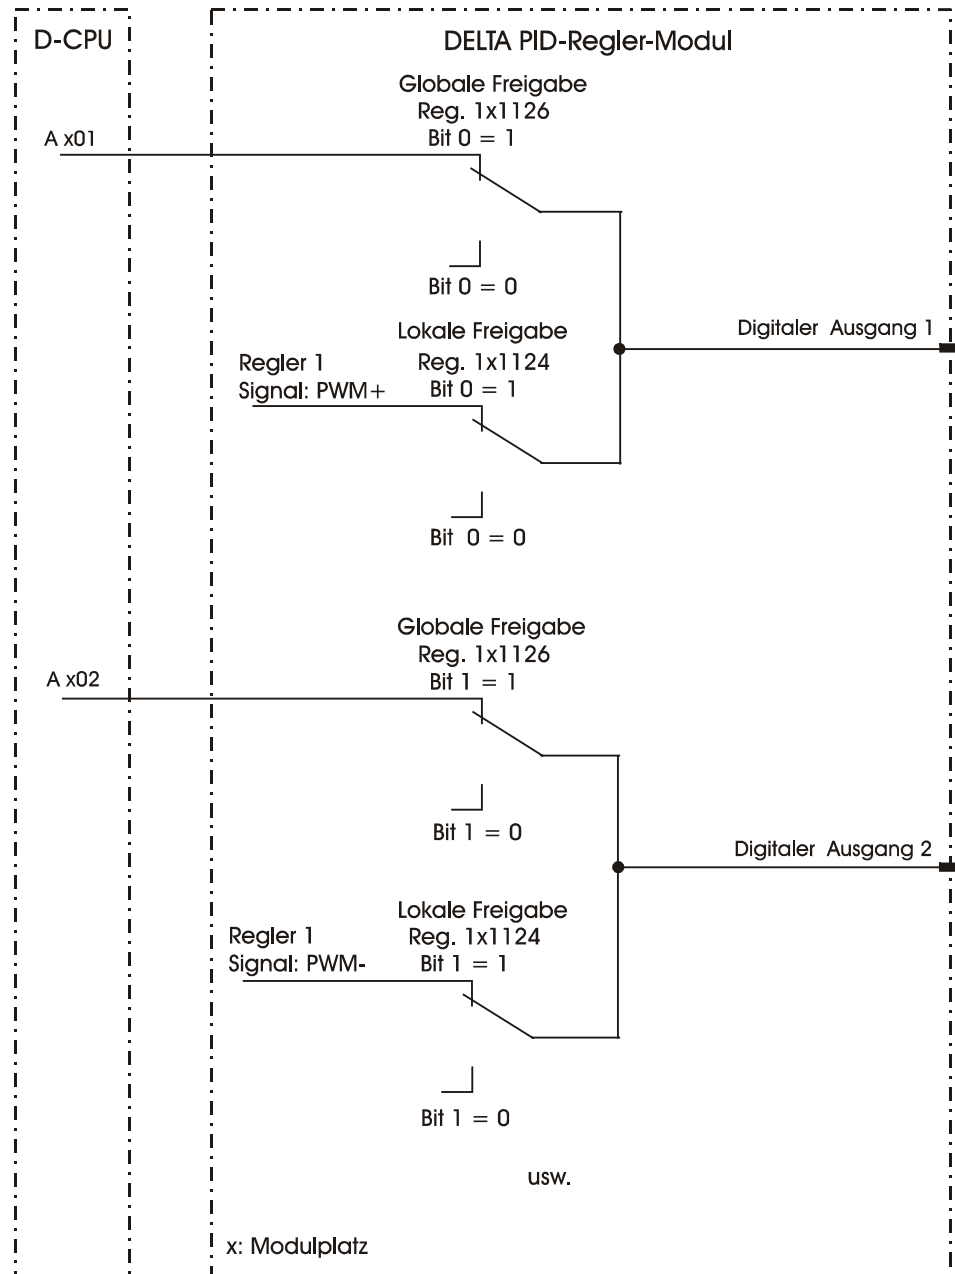 D-CPU
DELTA PID-Regler-Modul
Globale Freigabe
Reg. 1x1126
Bit 0 = 1
A x01
Bit 0 = 0
Digitaler Ausgang 1
Lokale Freigabe
Reg. 1x1124
Bit 0 = 1
Regler 1
Signal: PWM+
Bit 0 = 0
Globale Freigabe
Reg. 1x1126
Bit 1 = 1
A x02
Bit 1 = 0
Digitaler Ausgang 2
Lokale Freigabe
Reg. 1x1124
Bit 1 = 1
Regler 1
Signal: PWM-
Bit 1 = 0
usw.
x: Modulplatz